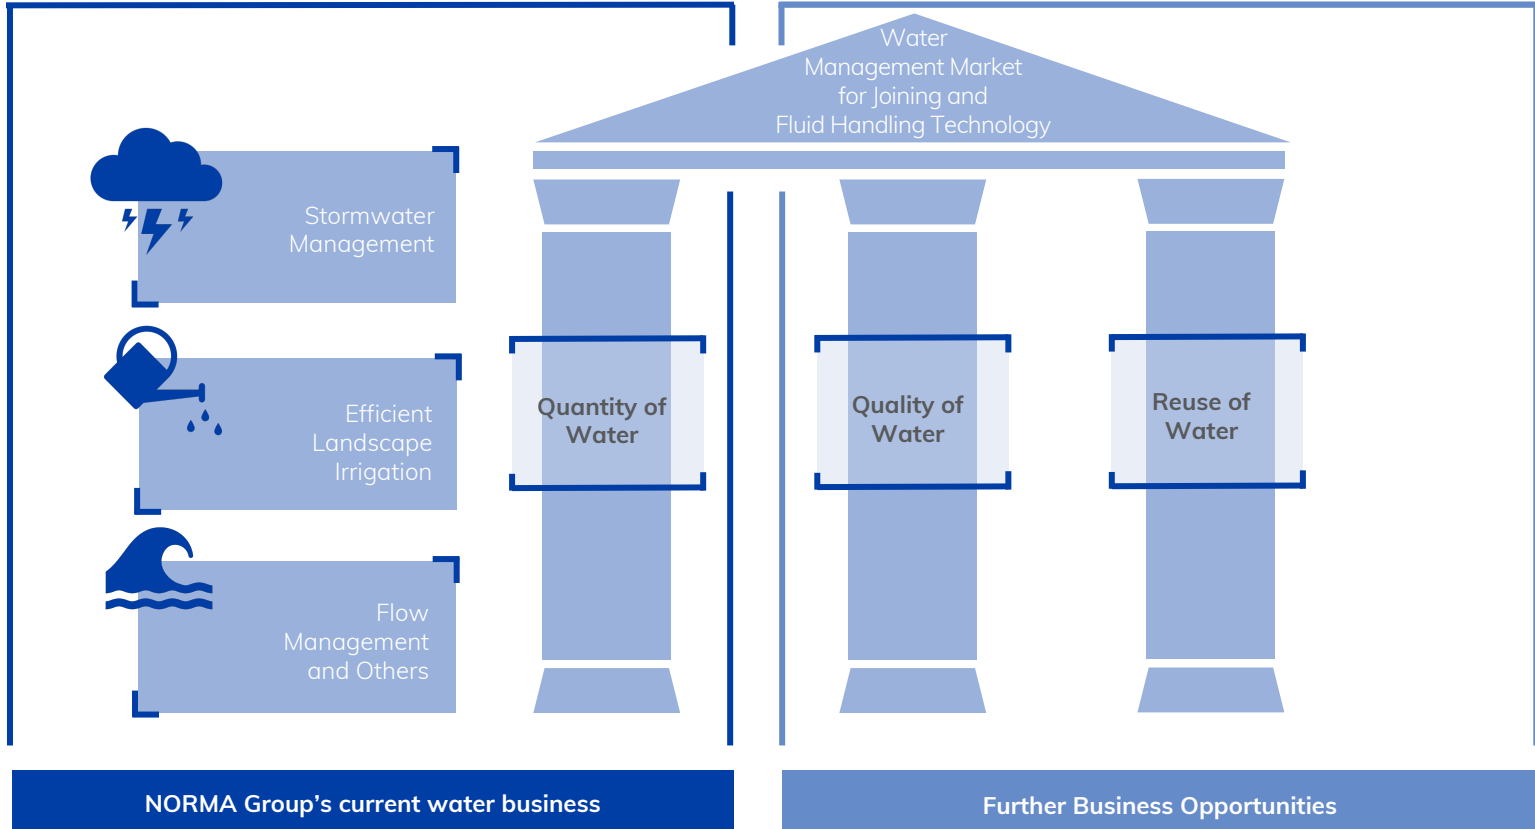 Water
Management Market
for Joining and
Fluid Handling Technology
Stormwater
Management
Efficient
Landscape
Irrigation
Flow
Management
and Others
Quantity of
Water
Quality of
Water
Reuse of
Water
NORMA Group’s current water business
Further Business Opportunities